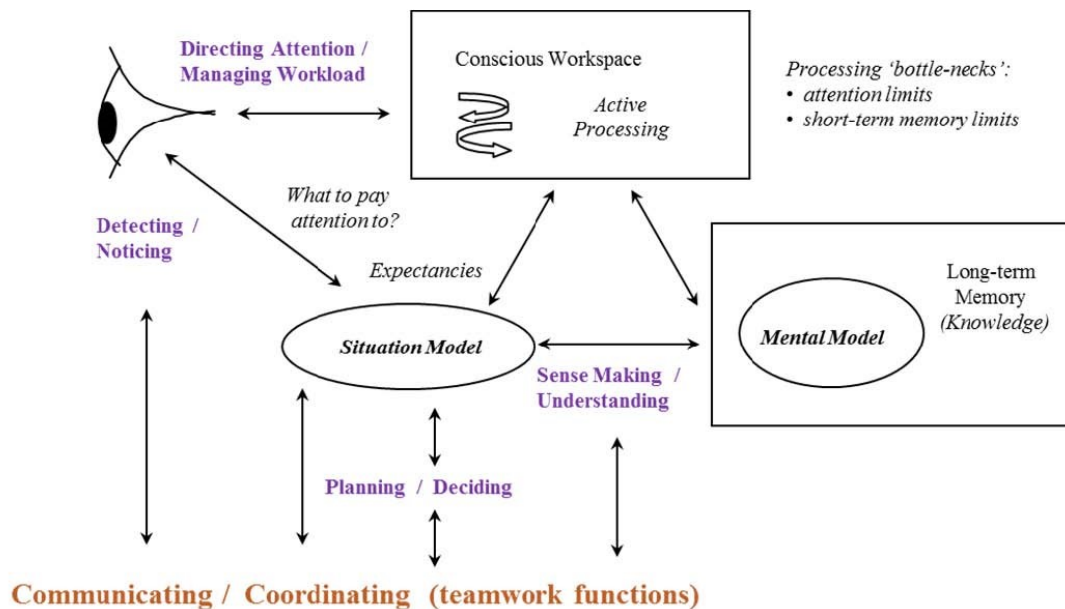 Directing Attention /
Managing Workload
Conscious Workspace
Active
Processing
Processing ‘bottle-necks’:
• attention limits
• short-term memory limits
What to pay
attention to?
Detecting /
Noticing
Expectancies
Situation Model
Sense Making /
Understanding
Mental Model
Long-term
Memory
(Knowledge)
Planning / Deciding
Communicating / Coordinating (teamwork functions)